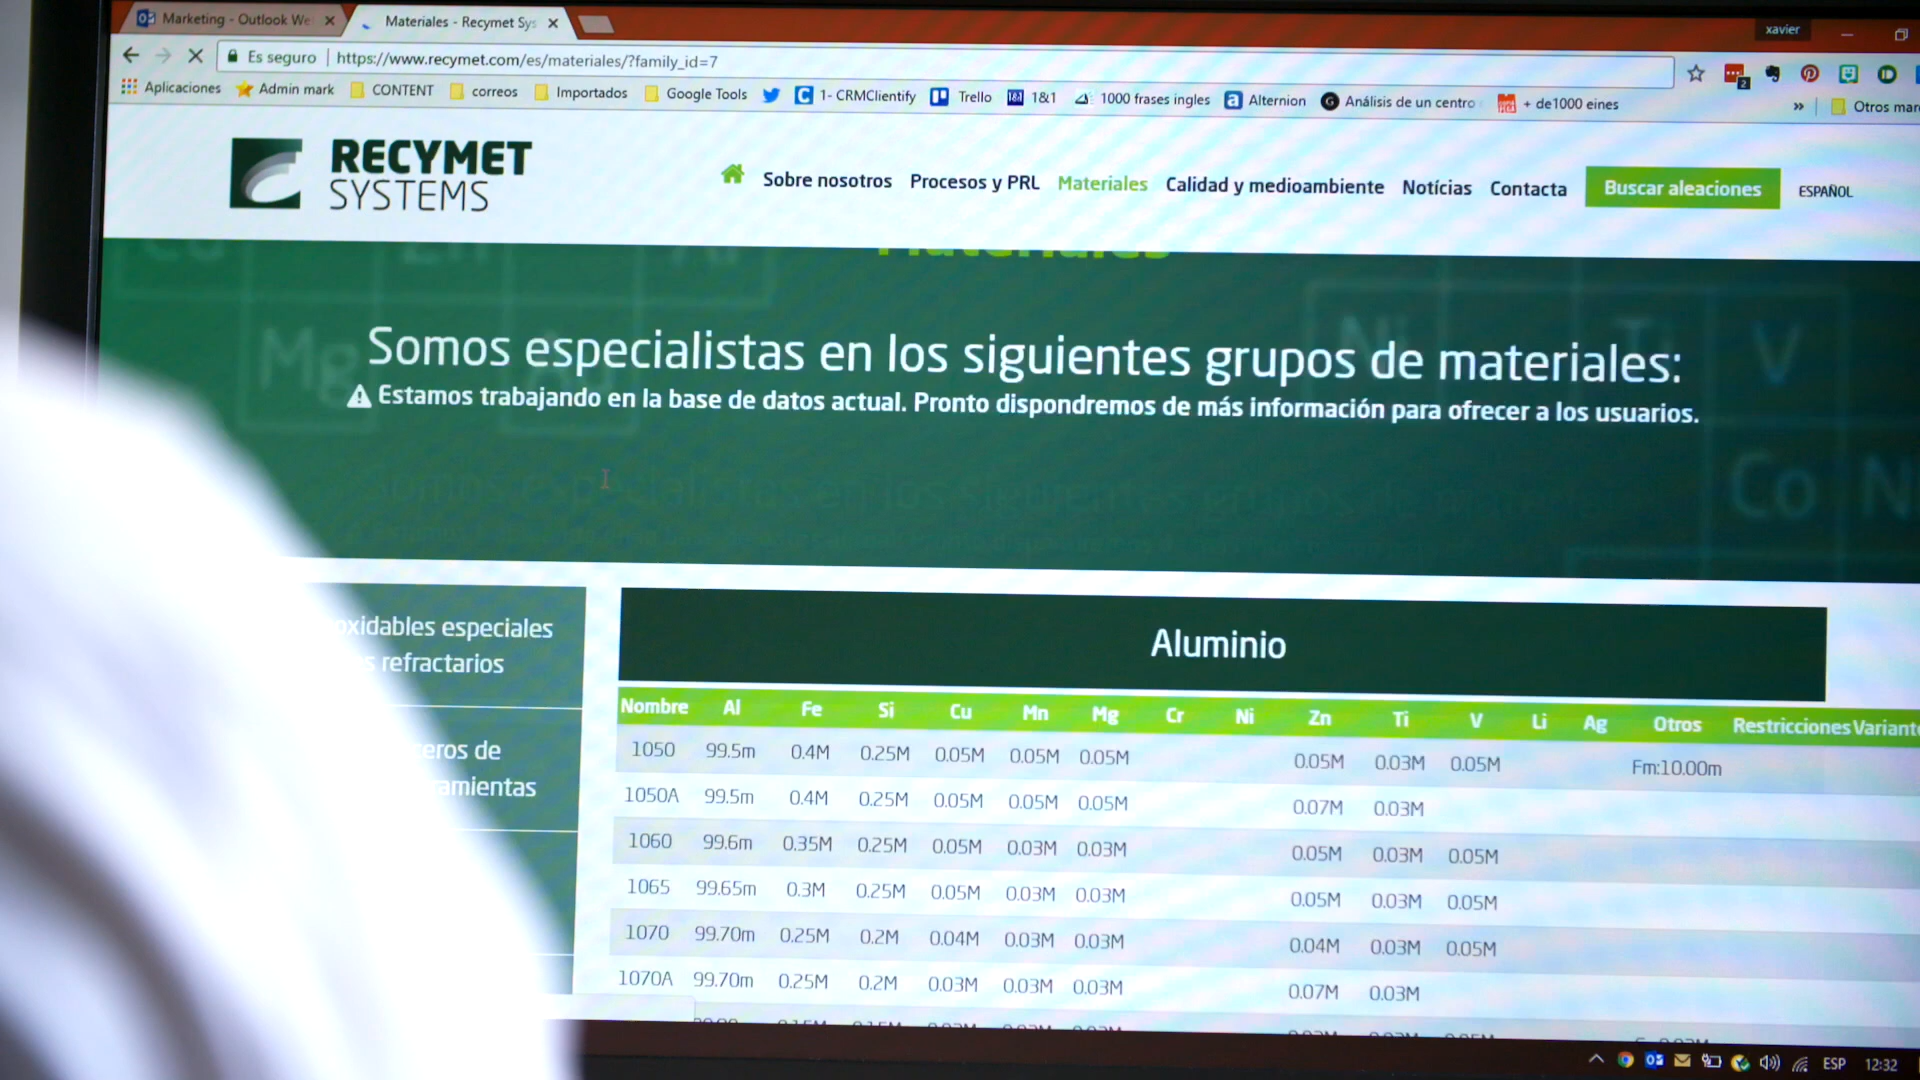 Marketing - Outlook We
Materiales - Recymet Sys
xavier
Es seguro
https://www.recymet.com/es/materiales/?family_id=7
Aplicaciones
Admin mark
CONTENT
correos
Importados
Google Tools
1- CRMClientify
Trello
1&1
1000 frases ingles
Alternion
Análisis de un centro
+ de1000 eines
»
Otros mar
RECYMET
SYSTEMS
Sobre nosotros
Procesos y PRL
Materiales
Calidad y medioambiente
Notícias
Contacta
Buscar aleaciones
ESPAÑOL
Mg
Ni
V
Co
Somos especialistas en los siguientes grupos de materiales:
Estamos trabajando en la base de datos actual. Pronto dispondremos de más información para ofrecer a los usuarios.
oxidables especiales
s refractarios
eros de
amientas
Aluminio
Nombre Al Fe Si Cu Mn Mg Cr Ni Zn Ti V Li Ag Otros Restricciones Variante
1050 99.5m 0.4M 0.25M 0.05M 0.05M 0.05M 0.05M 0.03M 0.05M Fm:10.00m
1050A 99.5m 0.4M 0.25M 0.05M 0.05M 0.05M 0.07M 0.03M
1060 99.6m 0.35M 0.25M 0.05M 0.03M 0.03M 0.05M 0.03M 0.05M
1065 99.65m 0.3M 0.25M 0.05M 0.03M 0.03M 0.05M 0.03M 0.05M
1070 99.70m 0.25M 0.2M 0.04M 0.03M 0.03M 0.04M 0.03M 0.05M
1070A 99.70m 0.25M 0.2M 0.03M 0.03M 0.03M 0.07M 0.03M
ESP
12:32